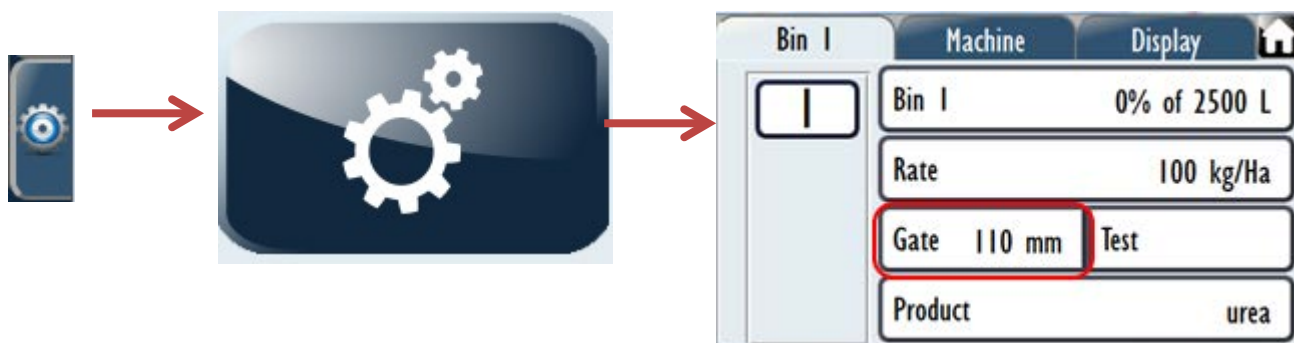 Bin 1 Machine Display
1
Bin 1 0% of 2500 L
Rate 100 kg/Ha
Gate 110 mm Test
Product urea